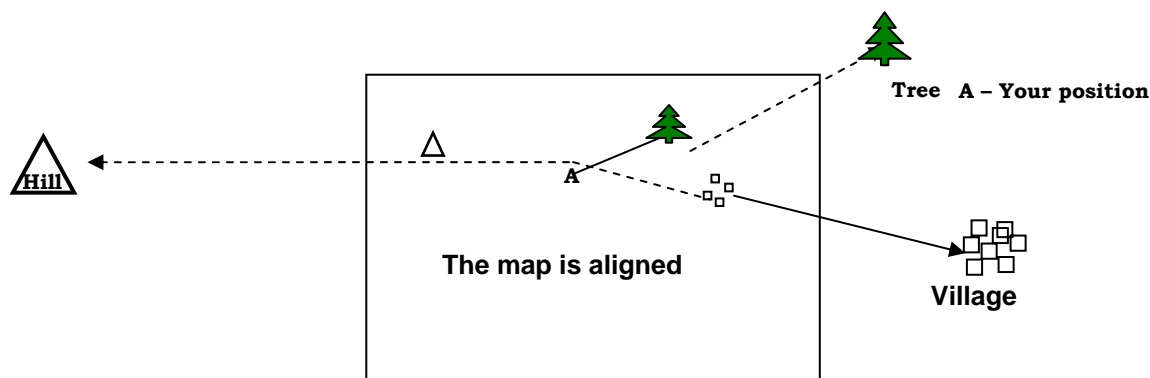 Tree A – Your position
Hill
A
The map is aligned
Village